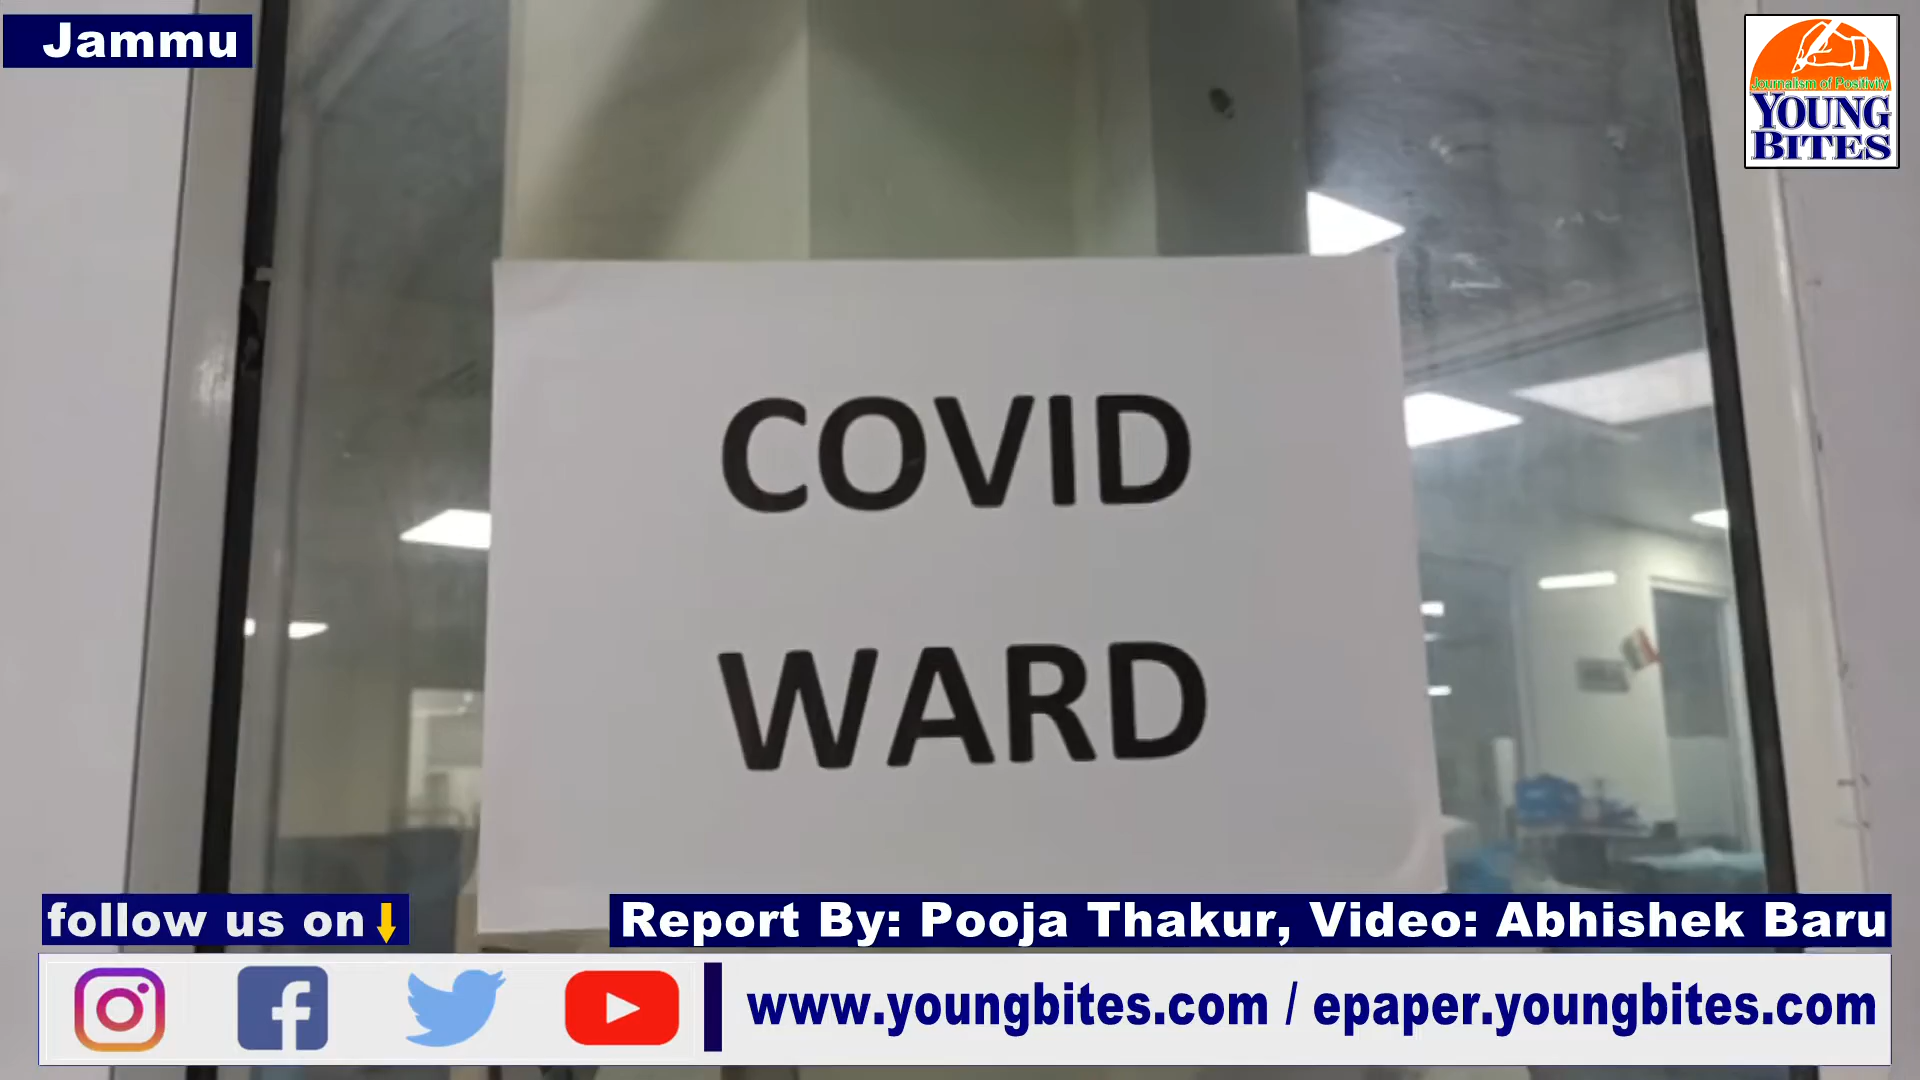 Jammu
Journalism of Positivity
YOUNG
BITES
COVID
WARD
follow us on
Report By: Pooja Thakur, Video: Abhishek Baru
www.youngbites.com / epaper.youngbites.com